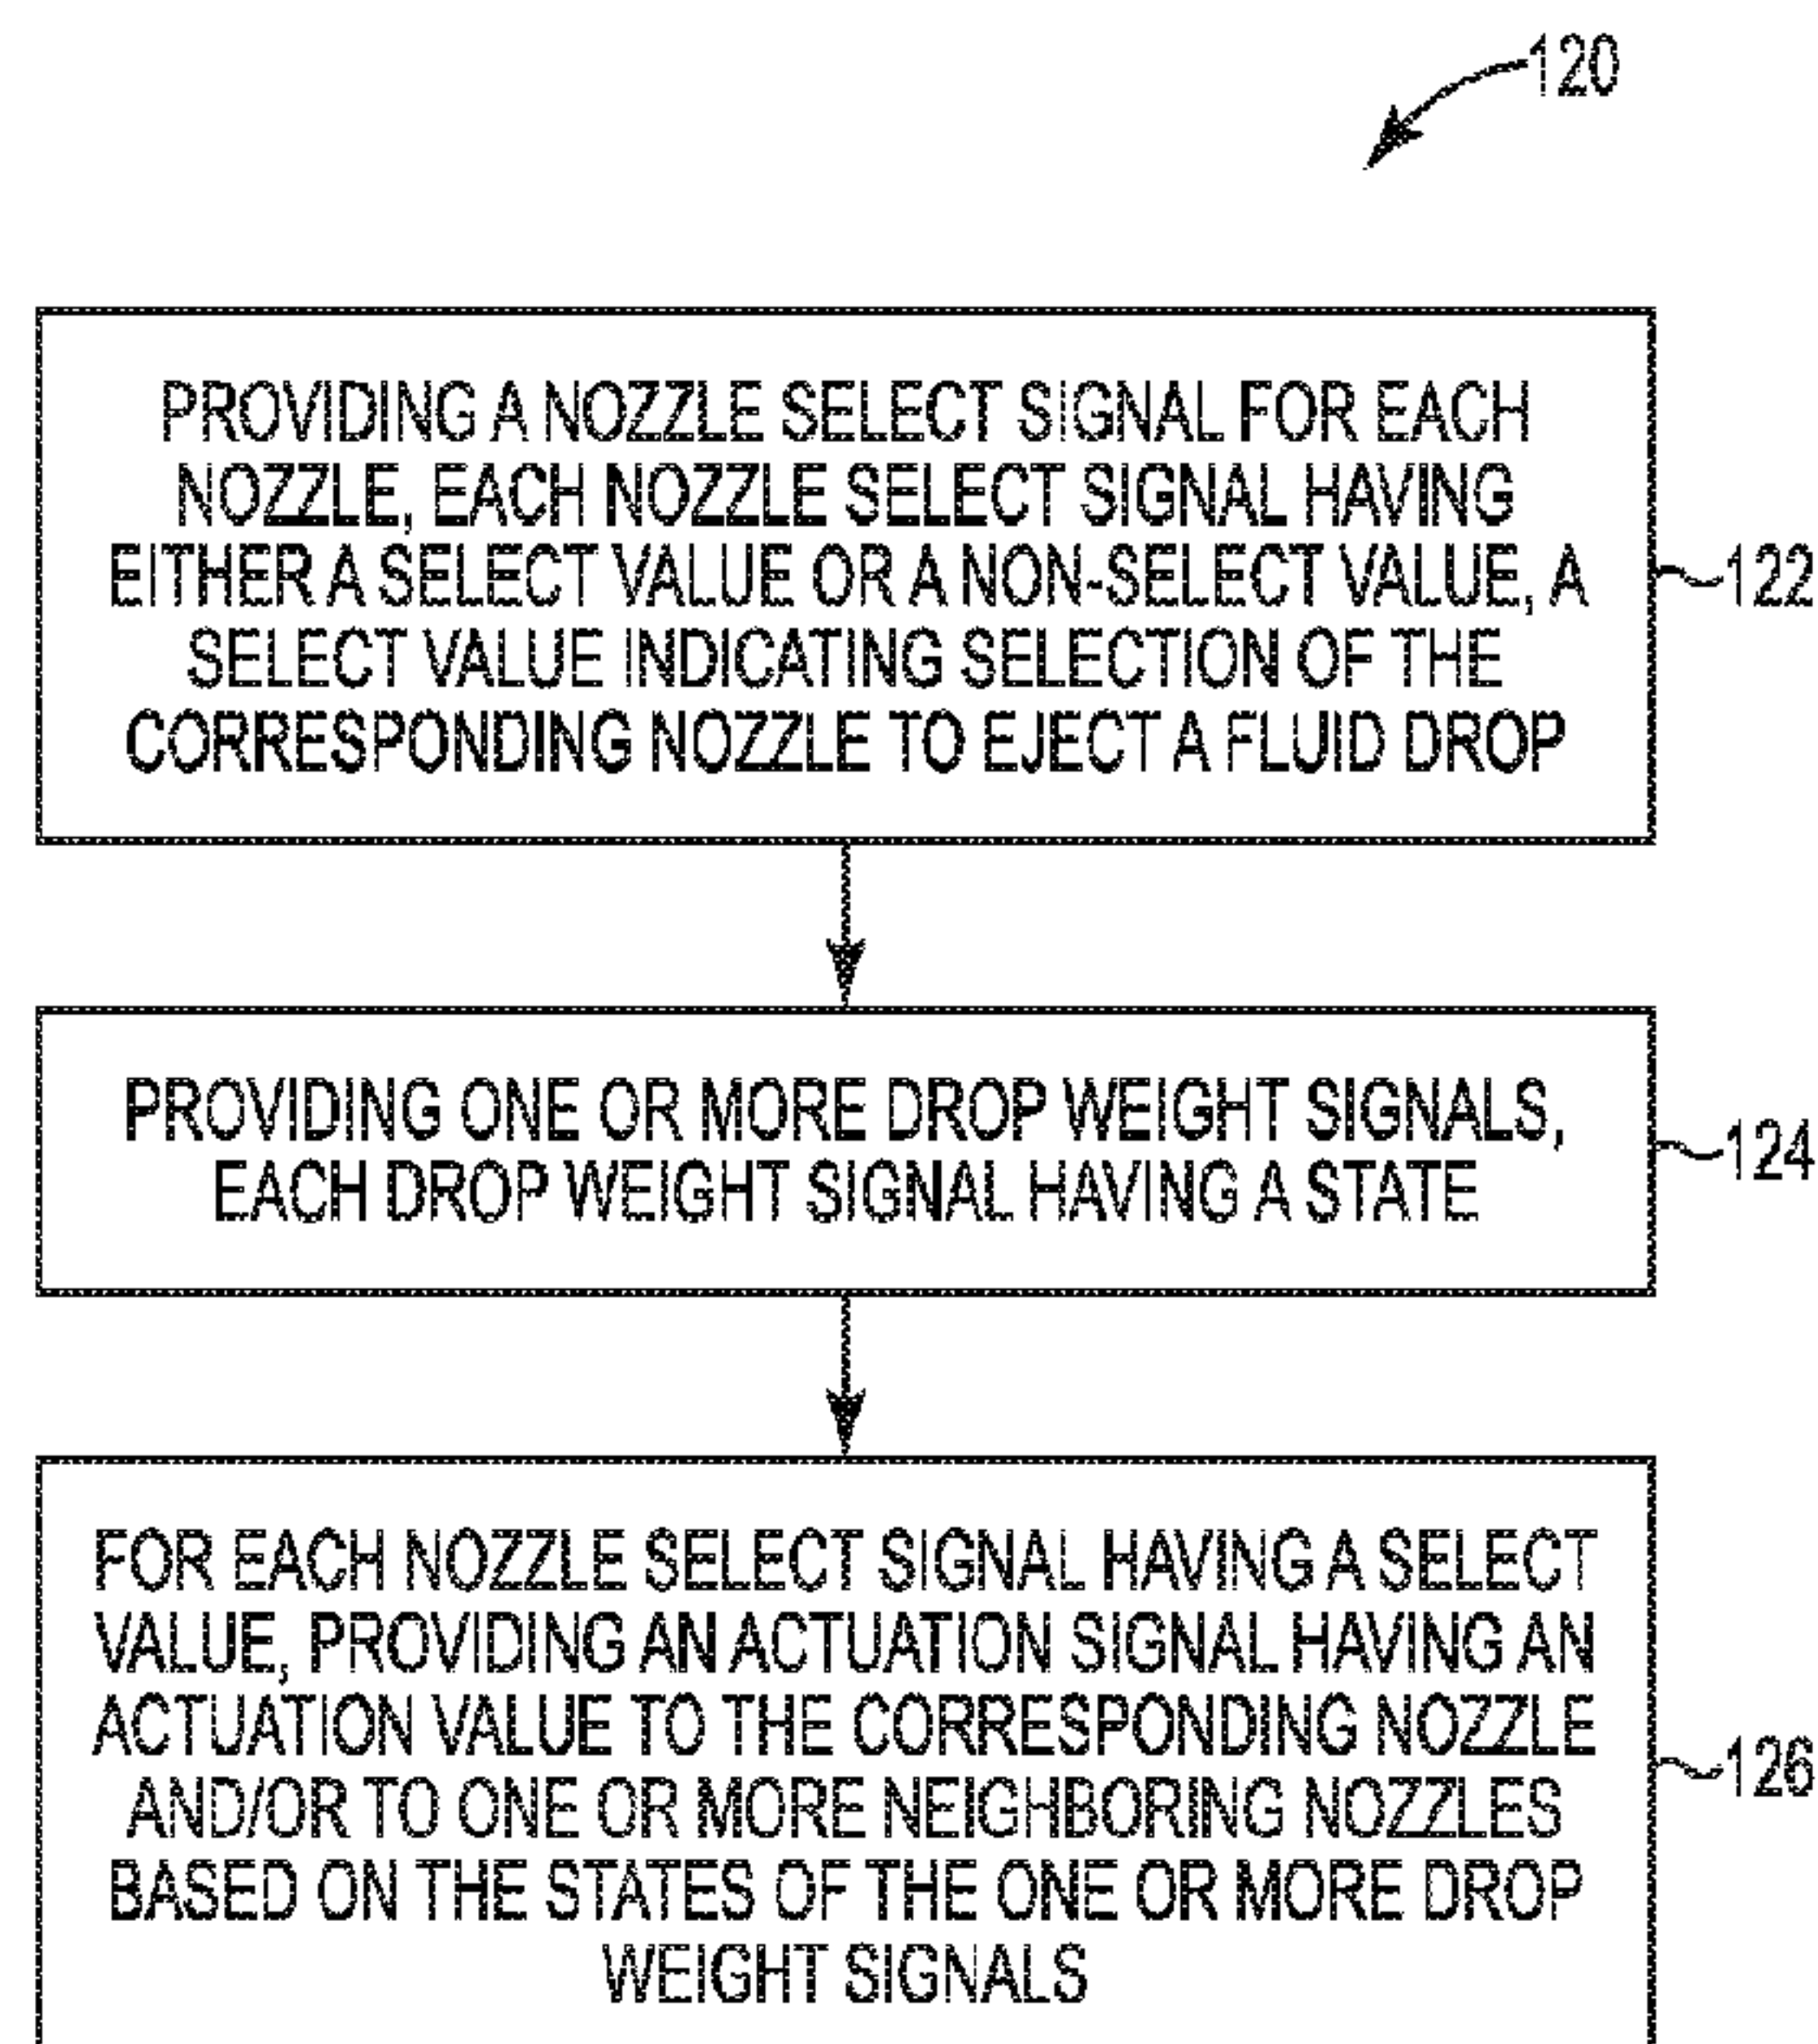 120
PROVIDING A NOZZLE SELECT SIGNAL FOR EACH
NOZZLE, EACH NOZZLE SELECT SIGNAL HAVING
EITHER A SELECT VALUE OR A NON-SELECT VALUE, A
SELECT VALUE INDICATING SELECTION OF THE
CORRESPONDING NOZZLE TO EJECT A FLUID DROP
122
PROVIDING ONE OR MORE DROP WEIGHT SIGNALS,
EACH DROP WEIGHT SIGNAL HAVING A STATE
124
FOR EACH NOZZLE SELECT SIGNAL HAVING A SELECT
VALUE, PROVIDING AN ACTUATION SIGNAL HAVING AN
ACTUATION VALUE TO THE CORRESPONDING NOZZLE
AND/OR TO ONE OR MORE NEIGHBORING NOZZLES
BASED ON THE STATES OF THE ONE OR MORE DROP
WEIGHT SIGNALS
126